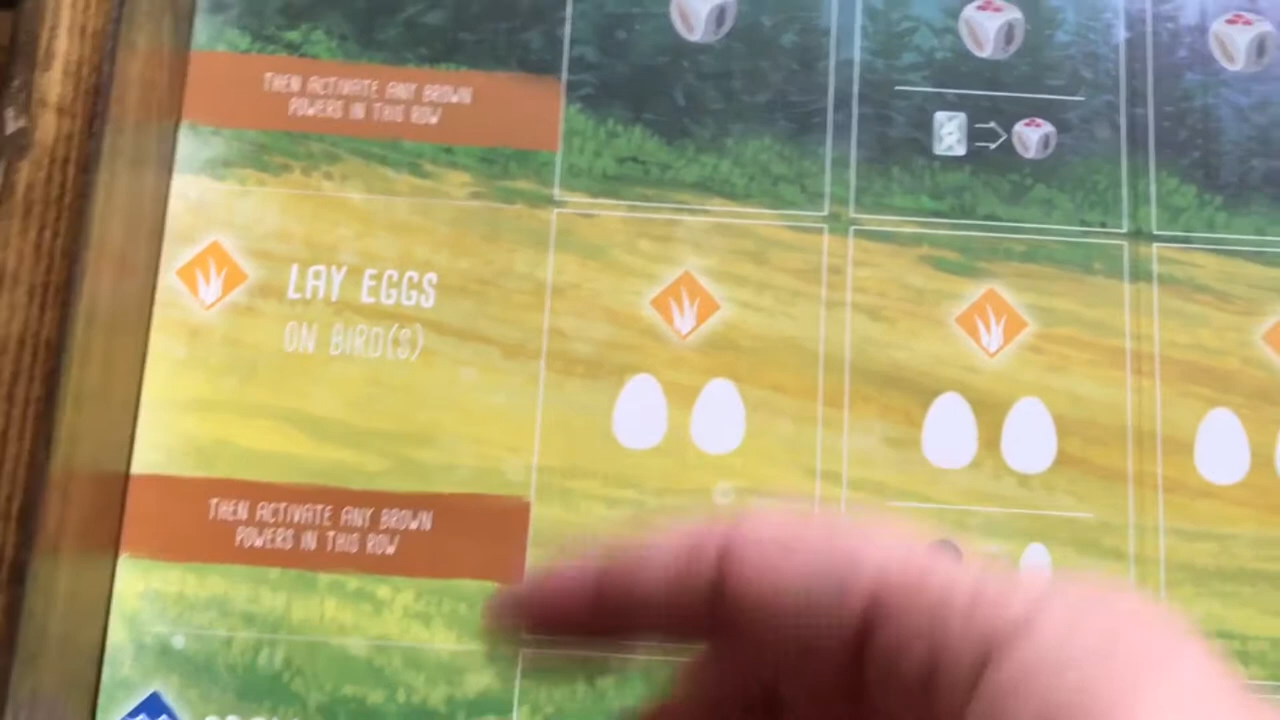 THEN ACTIVATE ANY BROWN
POWERS IN THIS ROW
LAY EGGS
ON BIRD(S)
THEN ACTIVATE ANY BROWN
POWERS IN THIS ROW